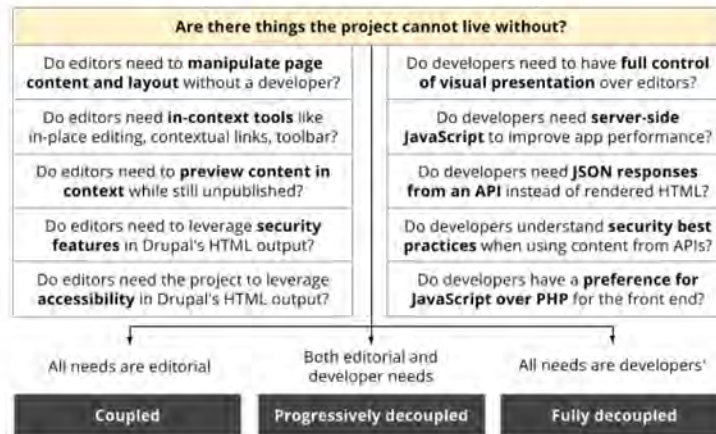 Are there things the project cannot live without?
Do editors need to manipulate page
content and layout without a developer?
Do editors need in-context tools like
in-place editing, contextual links, toolbar?
Do editors need to preview content in
context while still unpublished?
Do editors need to leverage security
features in Drupal's HTML output?
Do editors need the project to leverage
accessibility in Drupal's HTML output?
Do developers need to have full control
of visual presentation over editors?
Do developers need server-side
JavaScript to improve app performance?
Do developers need JSON responses
from an API instead of rendered HTML?
Do developers understand security best
practices when using content from APIs?
Do developers have a preference for
JavaScript over PHP for the front end?
All needs are editorial
Both editorial and
developer needs
All needs are developers'
Coupled
Progressively decoupled
Fully decoupled